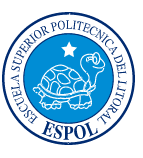 ESCUELA SUPERIOR POLITECNICA DEL LITORAL
ESPOL